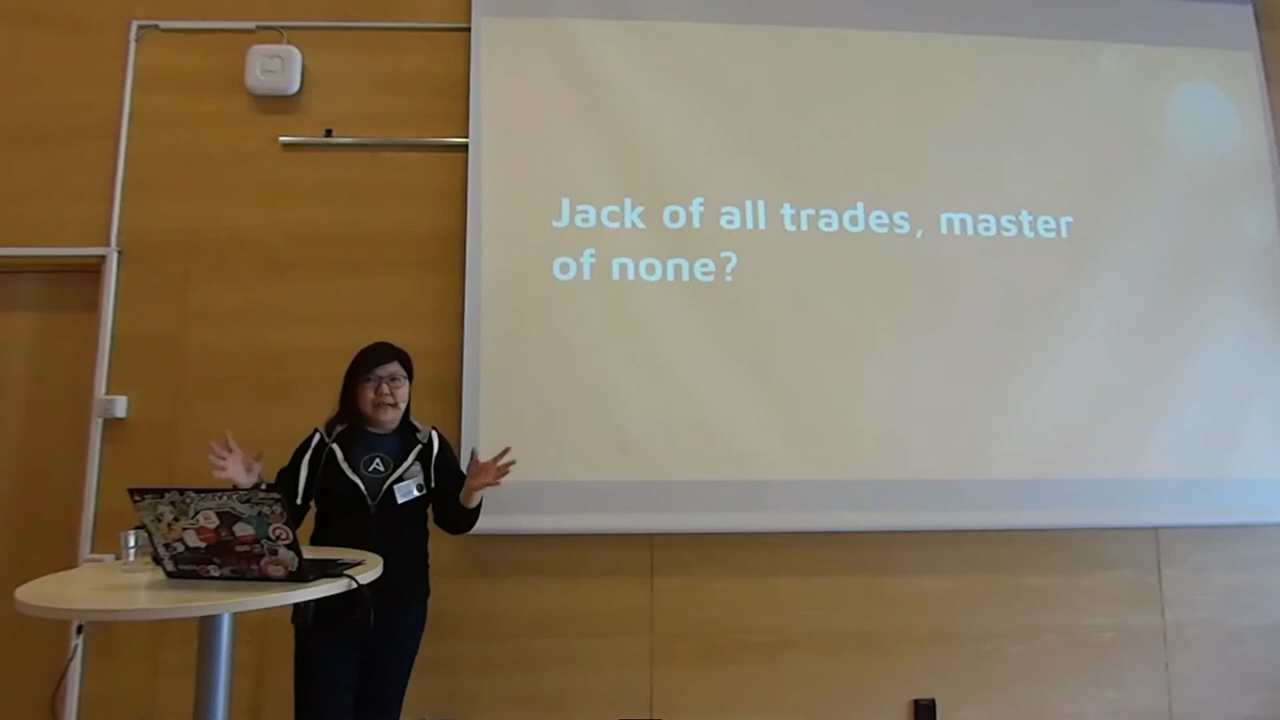 Jack of all trades, master
of none?